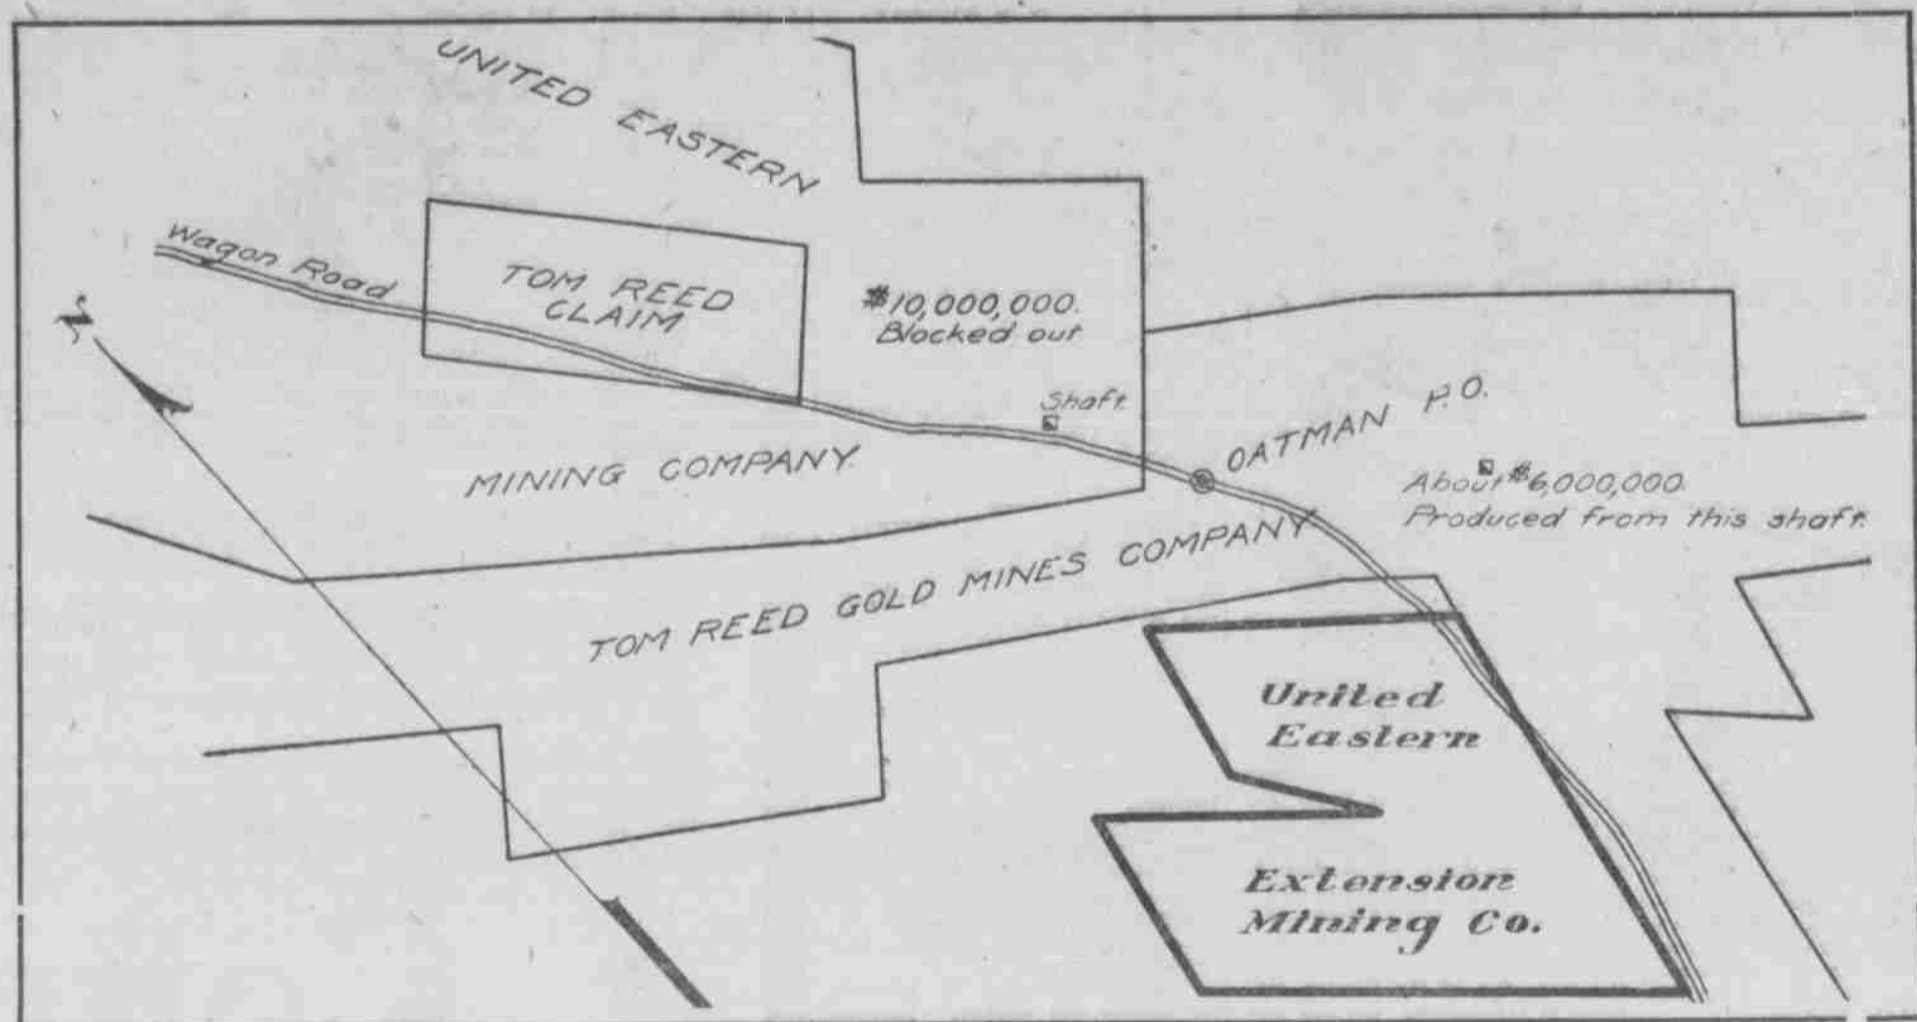 UNITED EASTERN
Wagon Road
TOM REED
CLAIM
$10,000,000.
Blocked out
N
Shaft
OATMAN P.O.
MINING COMPANY
About $6,000,000.
Produced from this shaft.
TOM REED GOLD MINES COMPANY
United
Eastern
Extension
Mining Co.